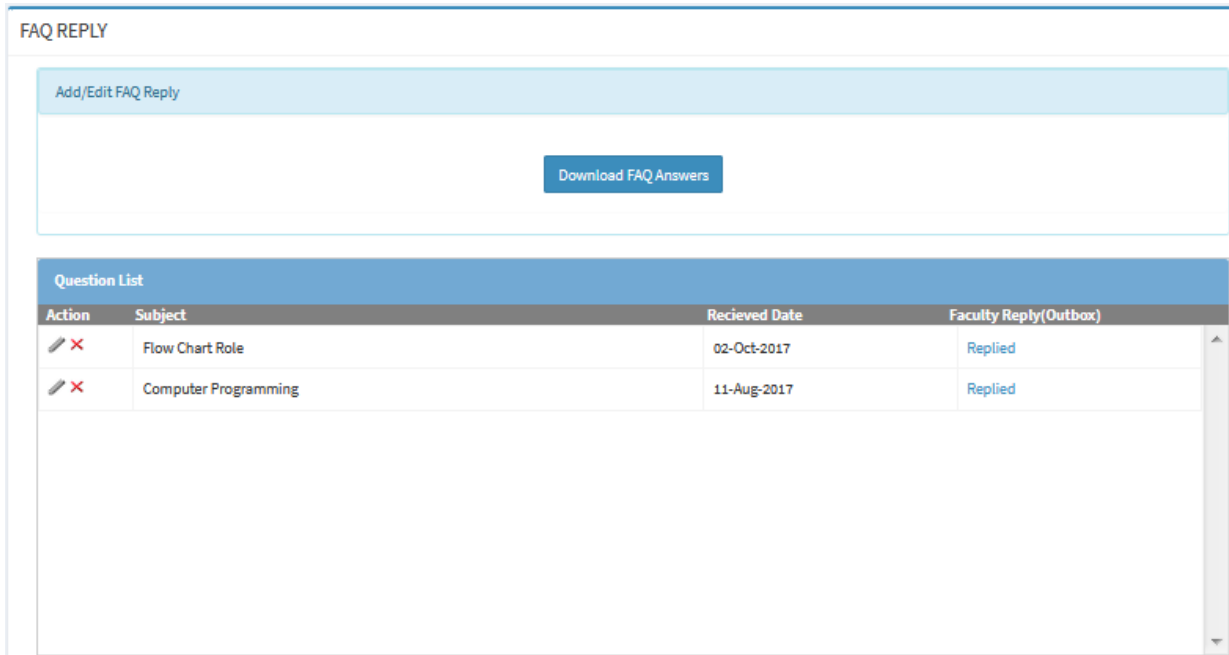 FAQ REPLY
Add/Edit FAQ Reply
Download FAQ Answers
Question List
Action Subject Recieved Date Faculty Reply(Outbox)
Flow Chart Role 02-Oct-2017 Replied
Computer Programming 11-Aug-2017 Replied